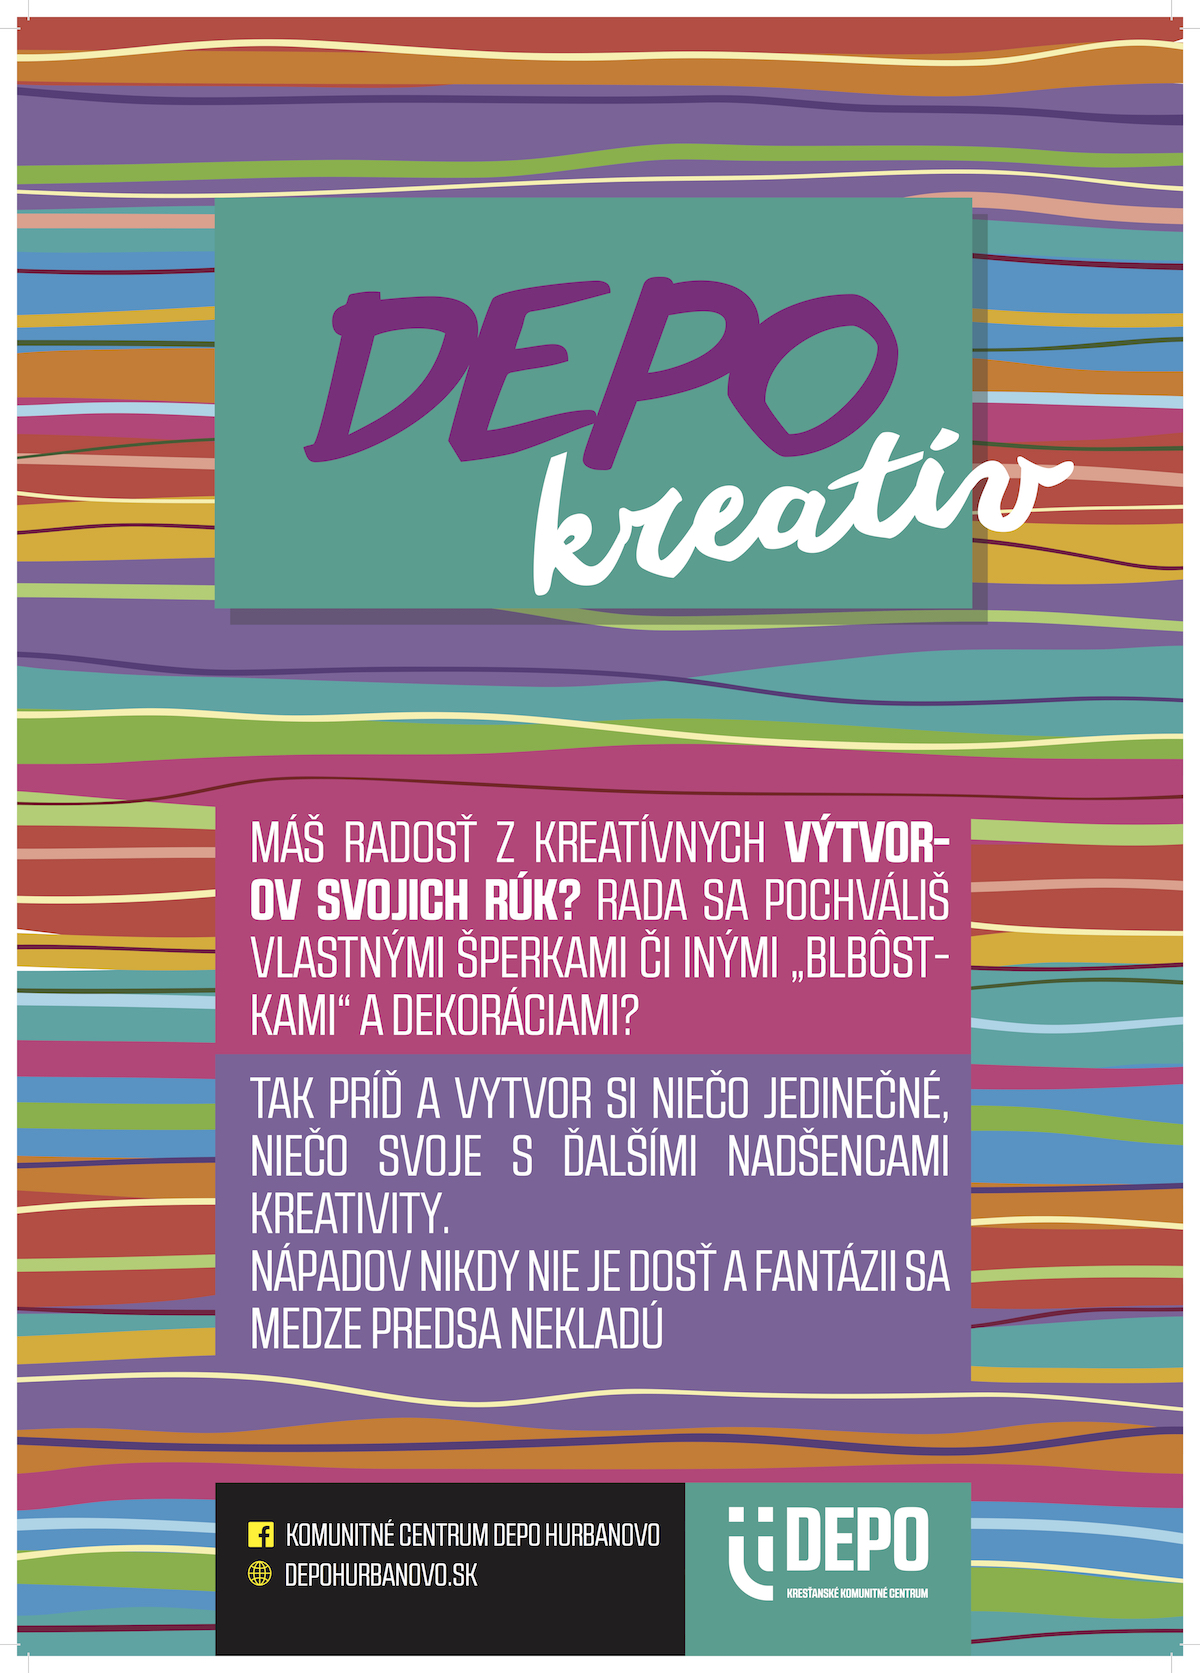 DEPO
kreatív
MÁŠ RADOSŤ Z KREATÍVNYCH VÝTVOR-
OV SVOJICH RÚK? RADA SA POCHVÁLIŠ
VLASTNÝMI ŠPERKAMI ČI INÝMI „BLBÔST-
KAMI“ A DEKORÁCIAMI?
TAK PRÍĎ A VYTVOR SI NIEČO JEDINEČNÉ,
NIEČO SVOJE S ĎALŠÍMI NADŠENCAMI
KREATIVITY.
NÁPADOV NIKDY NIE JE DOSŤ A FANTÁZII SA
MEDZE PREDSA NEKLADÚ
KOMUNITNÉ CENTRUM DEPO HURBANOVO
DEPOHURBANOVO.SK
DEPO
KRESŤANSKÉ KOMUNITNÉ CENTRUM